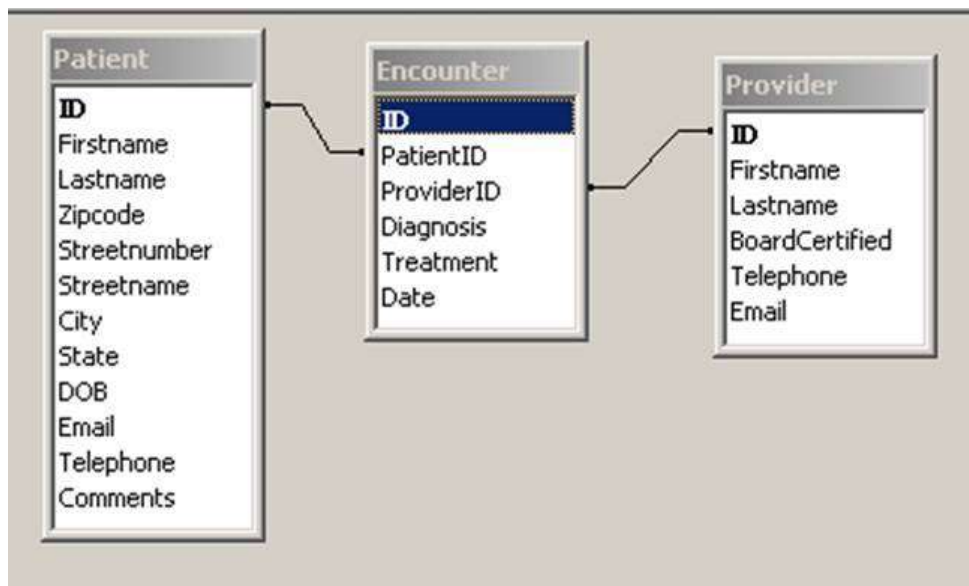 Patient
ID
Firstname
Lastname
Zipcode
Streetnumber
Streetname
City
State
DOB
Email
Telephone
Comments
Encounter
ID
PatientID
ProviderID
Diagnosis
Treatment
Date
Provider
ID
Firstname
Lastname
BoardCertified
Telephone
Email